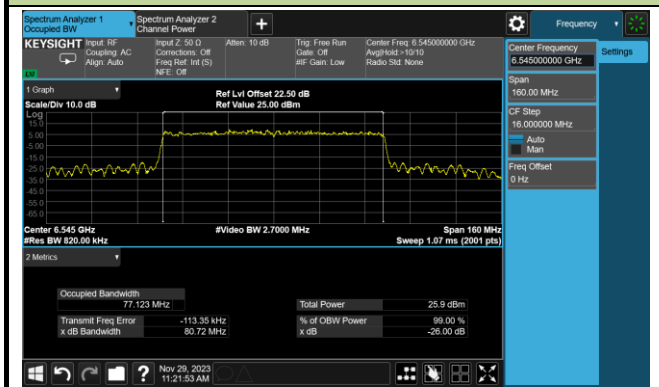 Spectrum Analyzer 1
Occupied BW
Spectrum Analyzer 2
Channel Power
Frequency
KEYSIGHT
Input: RF
Coupling: AC
Align: Auto
Input Z: 50 Ω
Corrections: Off
Freq Ref: Int (S)
NFE: Off
Atten: 10 dB
Trig: Free Run
Gate: Off
#IF Gain: Low
Center Freq: 6.545000000 GHz
Avg|Hold:>10/10
Radio Std: None
Center Frequency
6.545000000 GHz
Settings
Span
160.00 MHz
CF Step
16.000000 MHz
Auto
Man
Freq Offset
0 Hz
1 Graph
Scale/Div 10.0 dB
Ref Lvl Offset 22.50 dB
Ref Value 25.00 dBm
Log
15.0
5.00
-5.00
-15.0
-25.0
-35.0
-45.0
-55.0
-65.0
Center 6.545 GHz
#Res BW 820.00 kHz
#Video BW 2.7000 MHz
Span 160 MHz
Sweep 1.07 ms (2001 pts)
2 Metrics
Occupied Bandwidth
77.123 MHz
Total Power 25.9 dBm
Transmit Freq Error -113.35 kHz
% of OBW Power 99.00 %
x dB Bandwidth 80.72 MHz
x dB -26.00 dB
?
Nov 29, 2023
11:21:53 AM